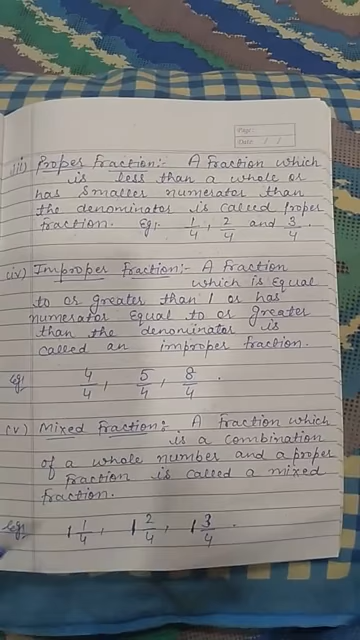 Page:
Date: / /
iii) Proper Fraction:- A fraction which
is less than a whole or
has smaller numerator than
the denominator is called proper
fraction. Eg:- 1/4, 2/4 and 3/4.
(iv) Improper Fraction:- A fraction
which is equal
to or greater than 1 or has
numerator equal to or greater
than the denominator is
called an improper fraction.
Eg:- 4/4, 5/4, 8/4.
(v) Mixed Fraction:- A fraction which
is a combination
of a whole number and a proper
fraction is called a mixed
fraction.
Eg:- 1 1/4, 1 2/4, 1 3/4.